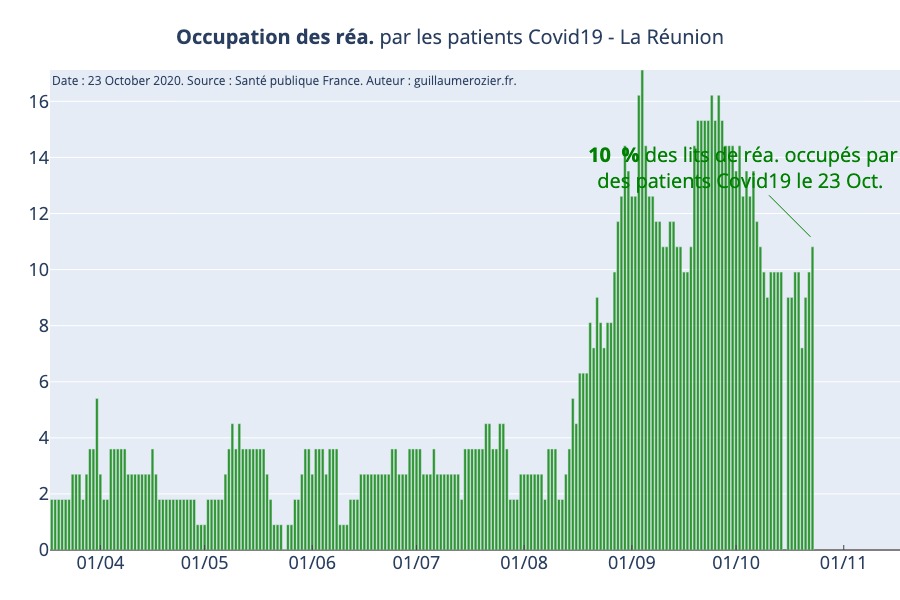 Occupation des réa. par les patients Covid19 - La Réunion
Date : 23 October 2020. Source : Santé publique France. Auteur : guillaumerozier.fr.
16
14
12
10
8
6
4
2
0
10 % des lits de réa. occupés par
des patients Covid19 le 23 Oct.
01/04 01/05 01/06 01/07 01/08 01/09 01/10 01/11